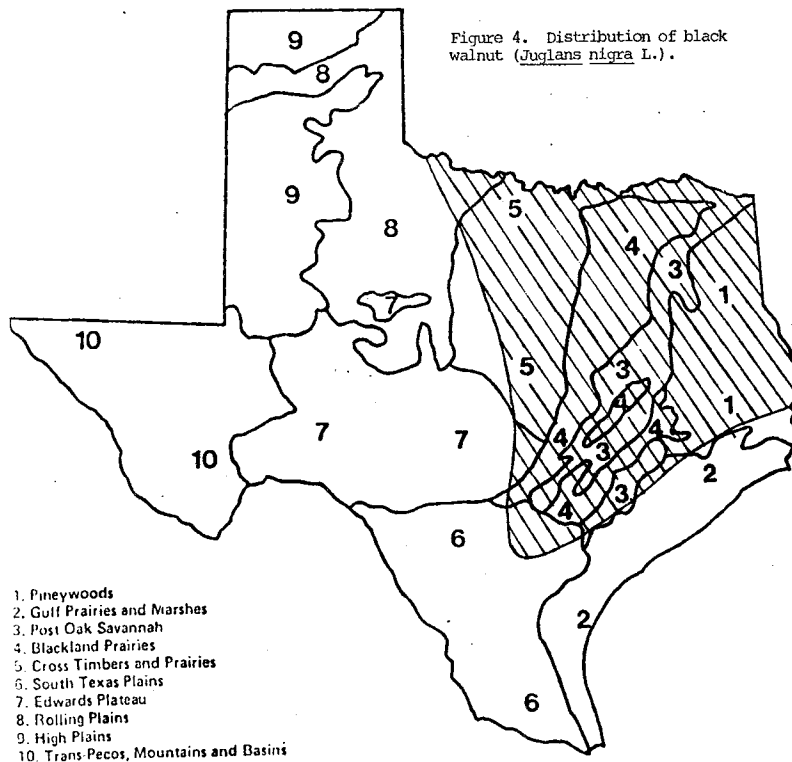 Figure 4. Distribution of black
walnut (Juglans nigra L.).
9
8
9
8
7
10
10
7
7
5
5
4
3
1
3
4
1
4
3
4
2
4
3
6
2
6
1. Pineywoods
2. Gulf Prairies and Marshes
3. Post Oak Savannah
4. Blackland Prairies
5. Cross Timbers and Prairies
6. South Texas Plains
7. Edwards Plateau
8. Rolling Plains
9. High Plains
10. Trans-Pecos, Mountains and Basins